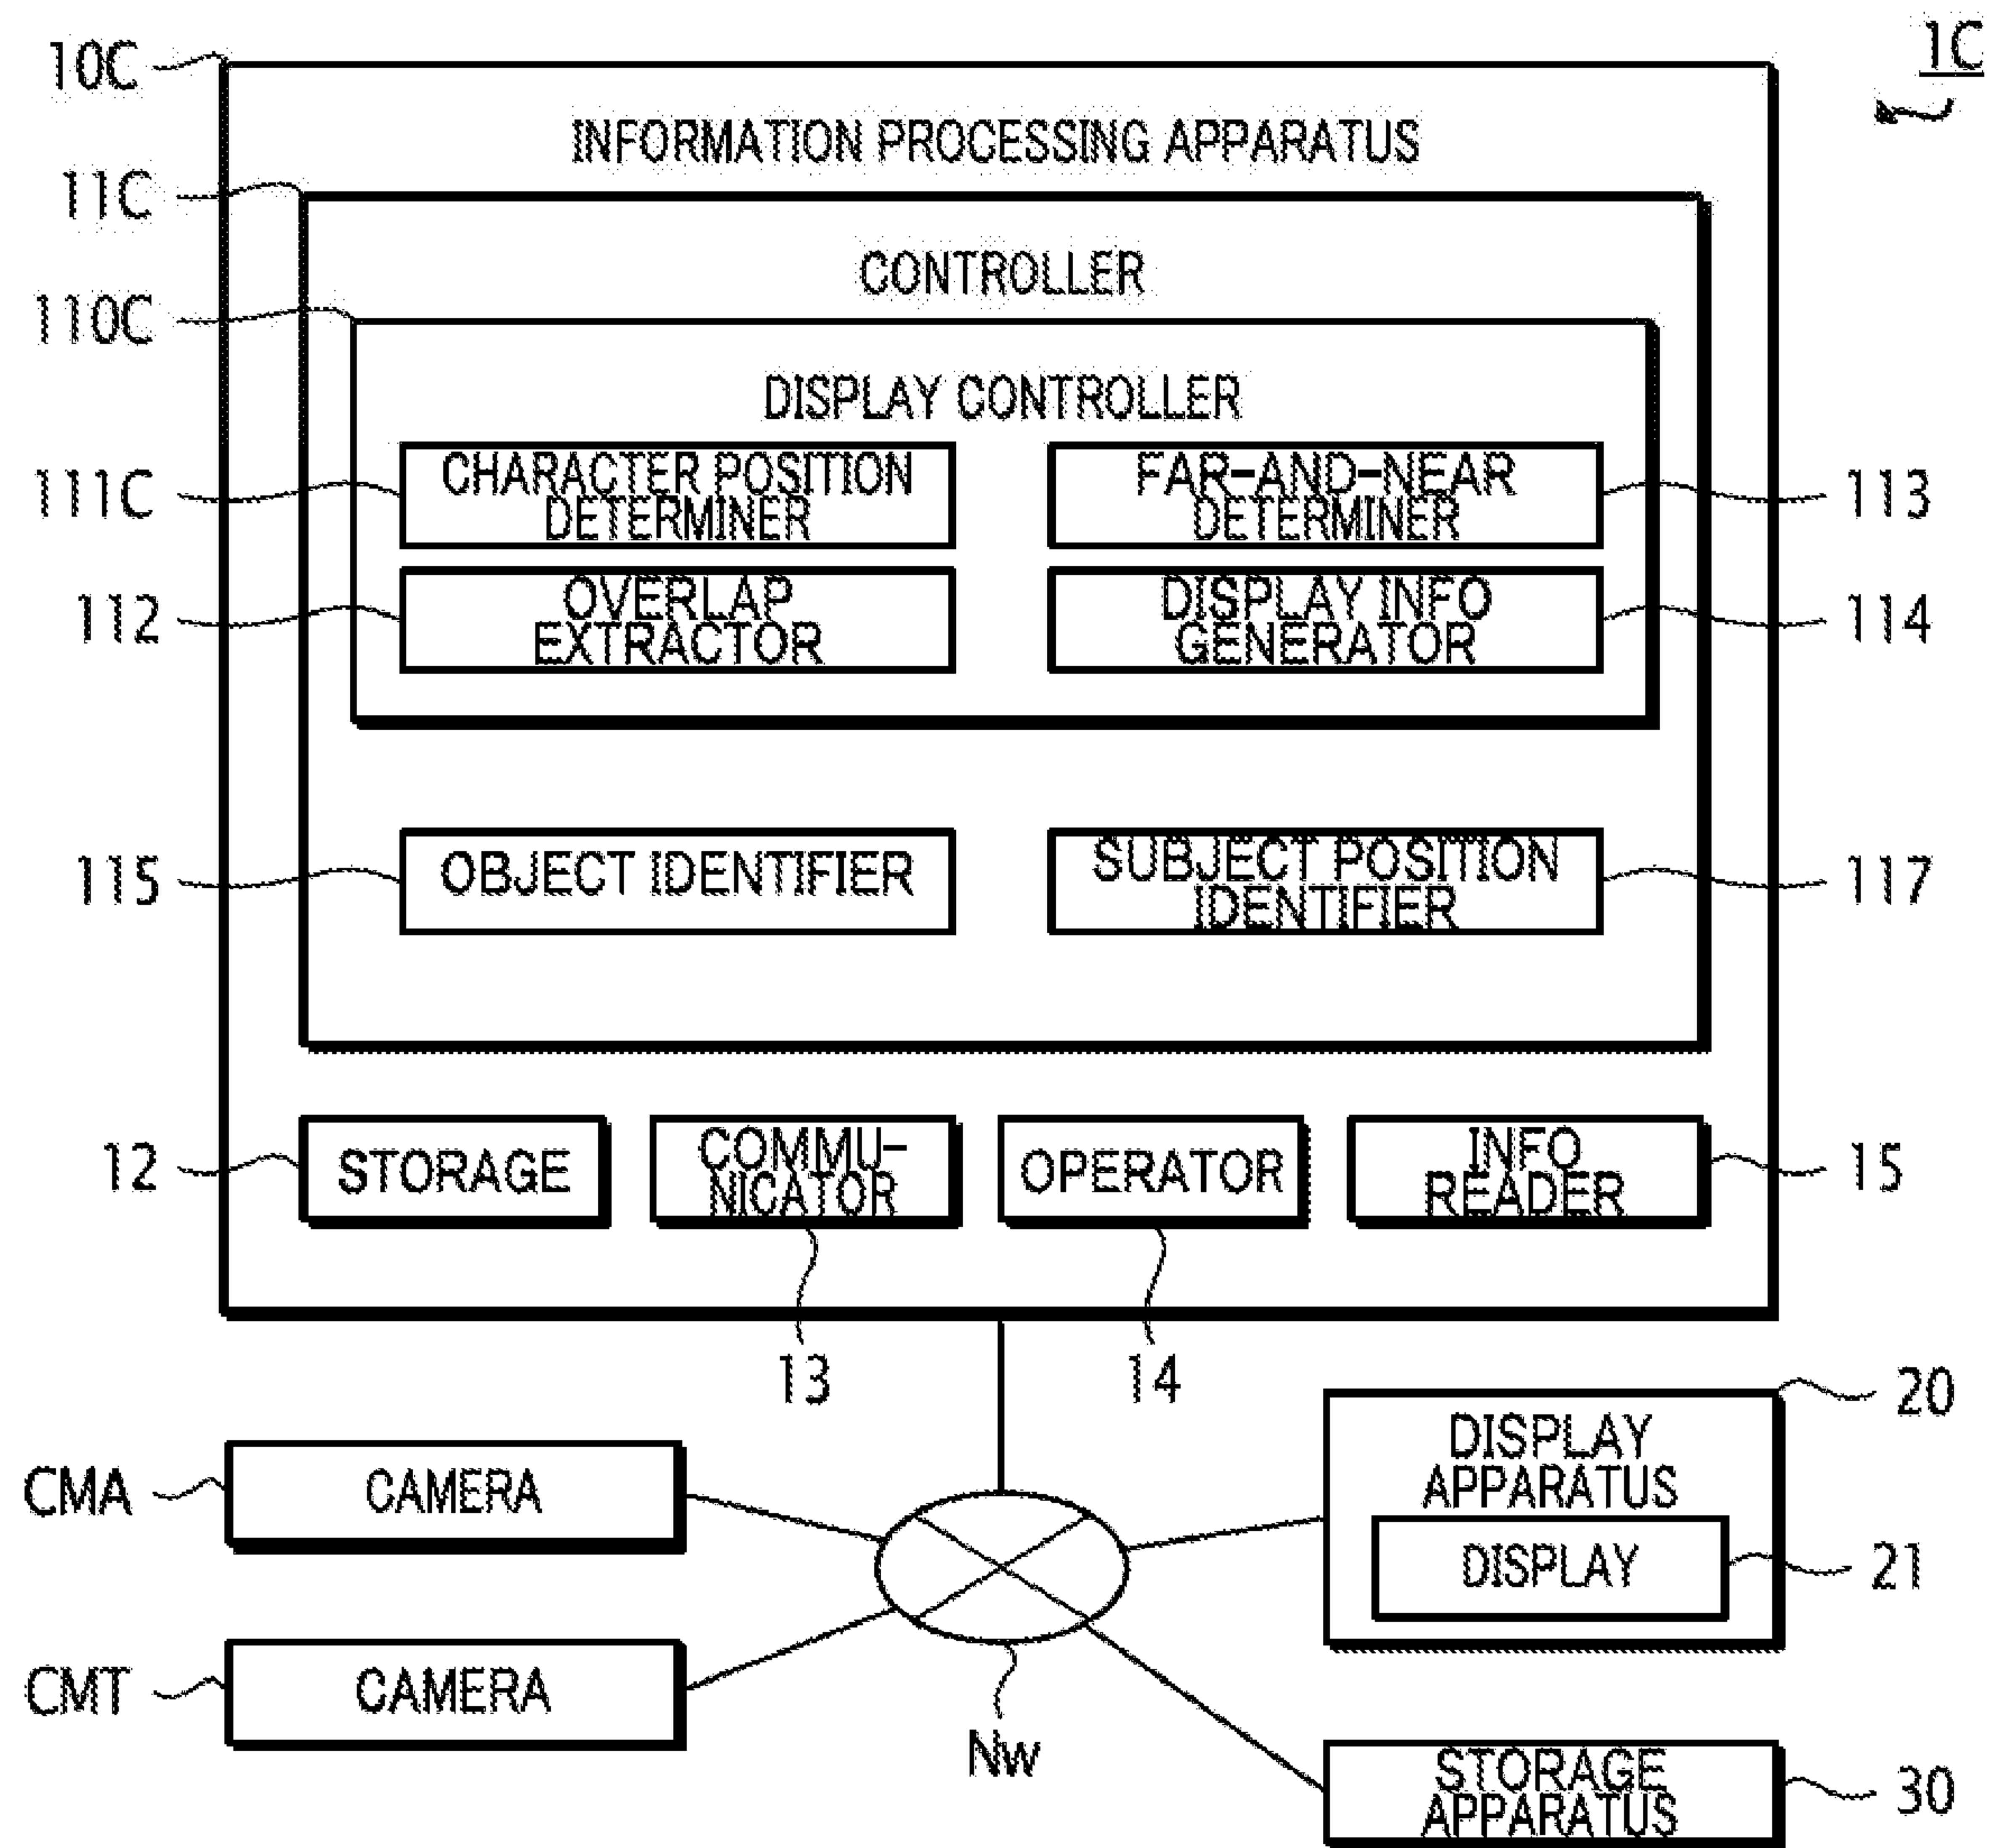 1C
10C
INFORMATION PROCESSING APPARATUS
11C
CONTROLLER
110C
DISPLAY CONTROLLER
111C
CHARACTER POSITION
DETERMINER
FAR-AND-NEAR
DETERMINER
113
112
OVERLAP
EXTRACTOR
DISPLAY INFO
GENERATOR
114
115
OBJECT IDENTIFIER
SUBJECT POSITION
IDENTIFIER
117
12
STORAGE
COMMU-
NICATOR
OPERATOR
INFO
READER
15
13
14
20
DISPLAY
APPARATUS
CMA
CAMERA
DISPLAY
21
CMT
CAMERA
Nw
STORAGE
APPARATUS
30